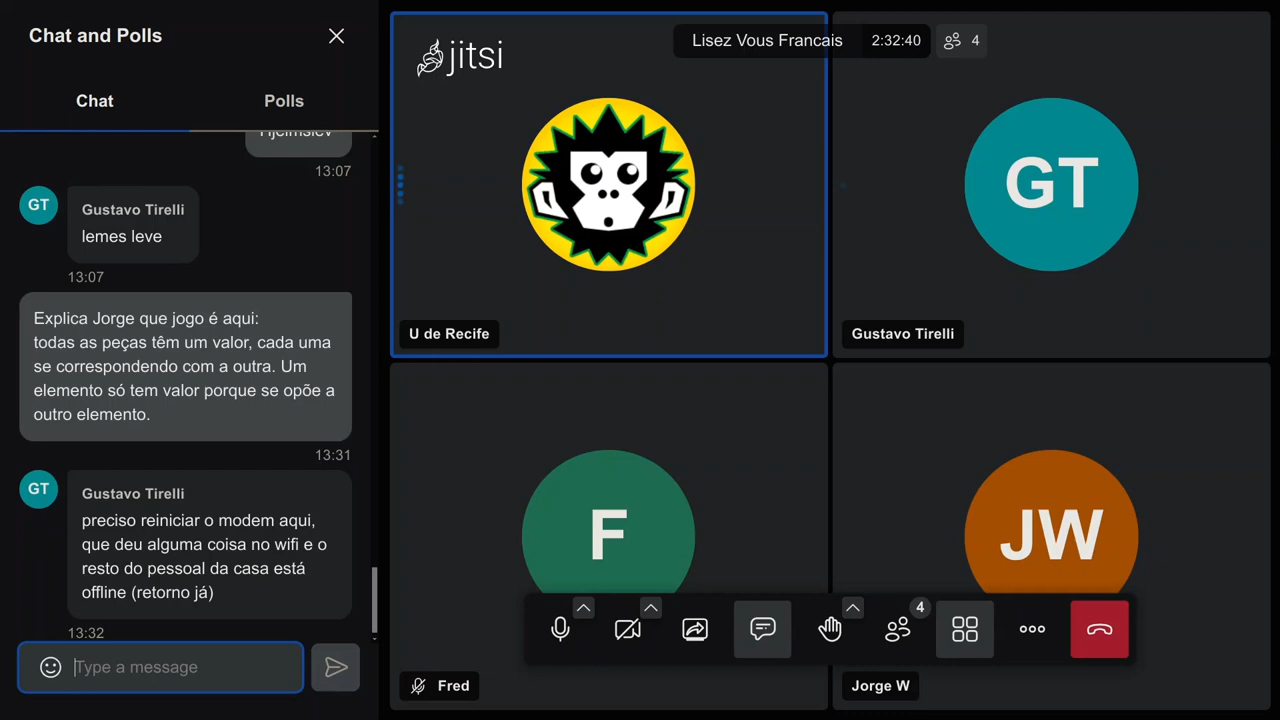 Chat and Polls
Chat
Polls
Hjelmslev
13:07
GT
Gustavo Tirelli
lemes leve
13:07
Explica Jorge que jogo é aqui:
todas as peças têm um valor, cada uma
se correspondendo com a outra. Um
elemento só tem valor porque se opõe a
outro elemento.
13:31
GT
Gustavo Tirelli
preciso reiniciar o modem aqui,
que deu alguma coisa no wifi e o
resto do pessoal da casa está
offline (retorno já)
13:32
Type a message
jitsi
Lisez Vous Francais
2:32:40
4
U de Recife
GT
Gustavo Tirelli
F
Fred
JW
Jorge W
4